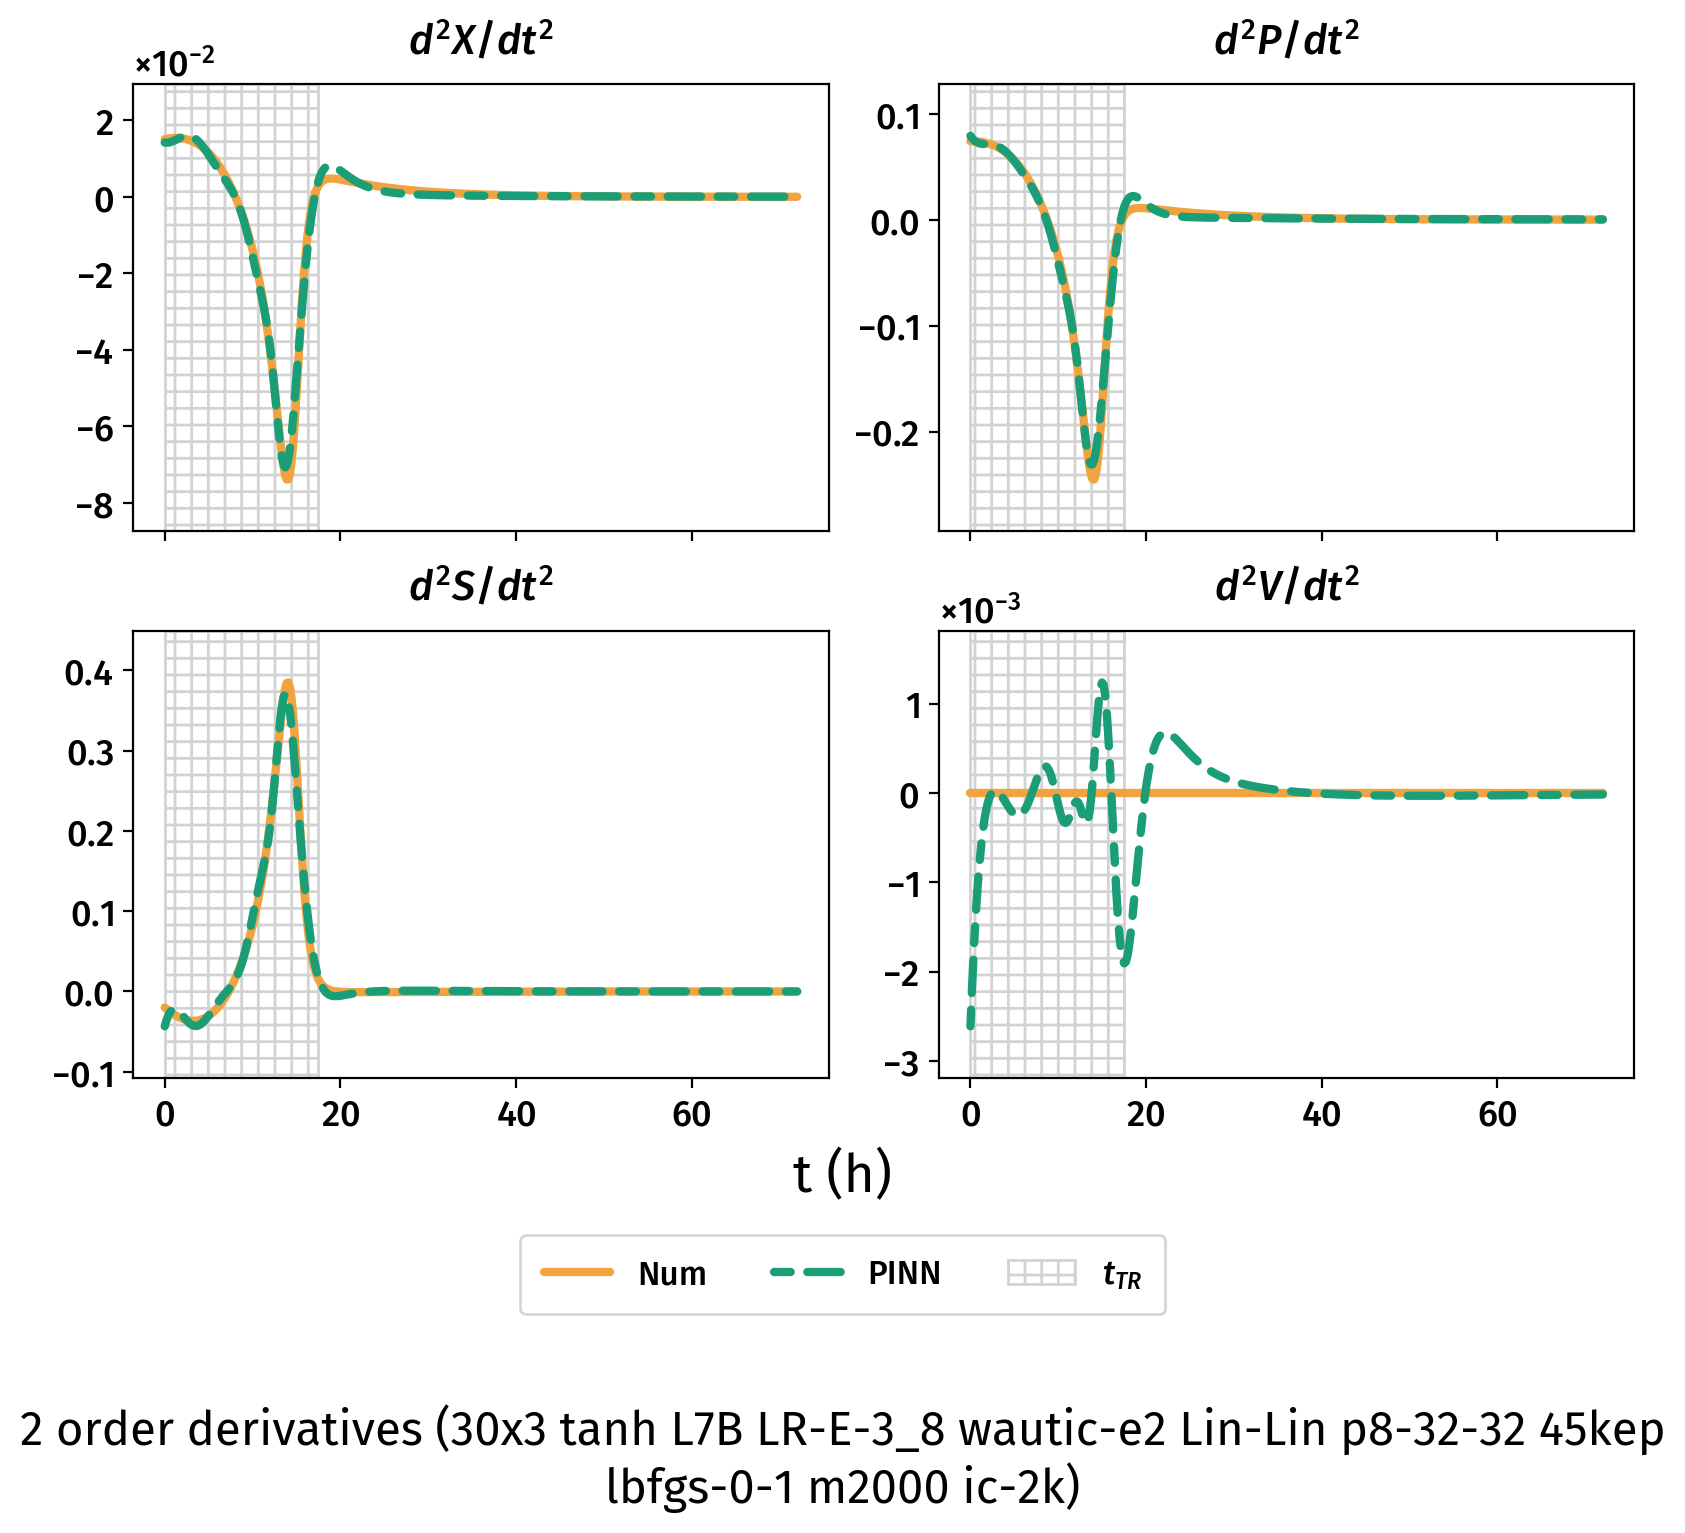 d²X/dt²
d²P/dt²
×10⁻²
2
0
−2
−4
−6
−8
0.1
0.0
−0.1
−0.2
d²S/dt²
d²V/dt²
×10⁻³
0.4
0.3
0.2
0.1
0.0
−0.1
1
0
−1
−2
−3
0 20 40 60
0 20 40 60
t (h)
Num PINN t_TR
2 order derivatives (30x3 tanh L7B LR-E-3_8 wautic-e2 Lin-Lin p8-32-32 45kep
lbfgs-0-1 m2000 ic-2k)